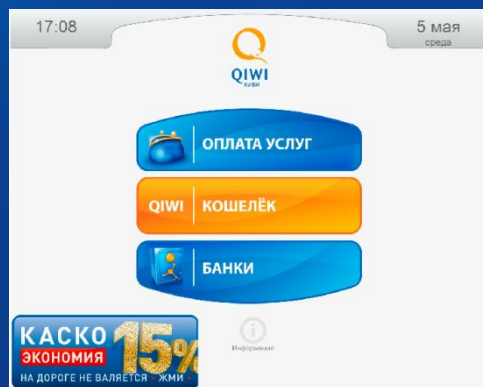 17:08
5 мая
среда
QIWI
КИВИ
ОПЛАТА УСЛУГ
QIWI КОШЕЛЁК
БАНКИ
Информация
КАСКО 15%
ЭКОНОМИЯ
НА ДОРОГЕ НЕ ВАЛЯЕТСЯ · ЖМИ